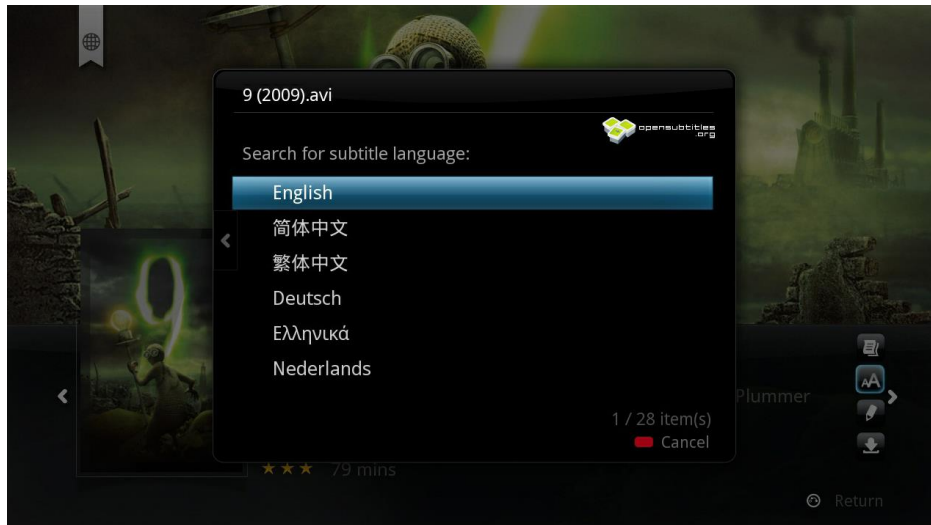 9 (2009).avi
opensubtitles
.org
Search for subtitle language:
English
简体中文
繁体中文
Deutsch
Ελληνικά
Nederlands
Plummer
1 / 28 item(s)
Cancel
9
79 mins
Return